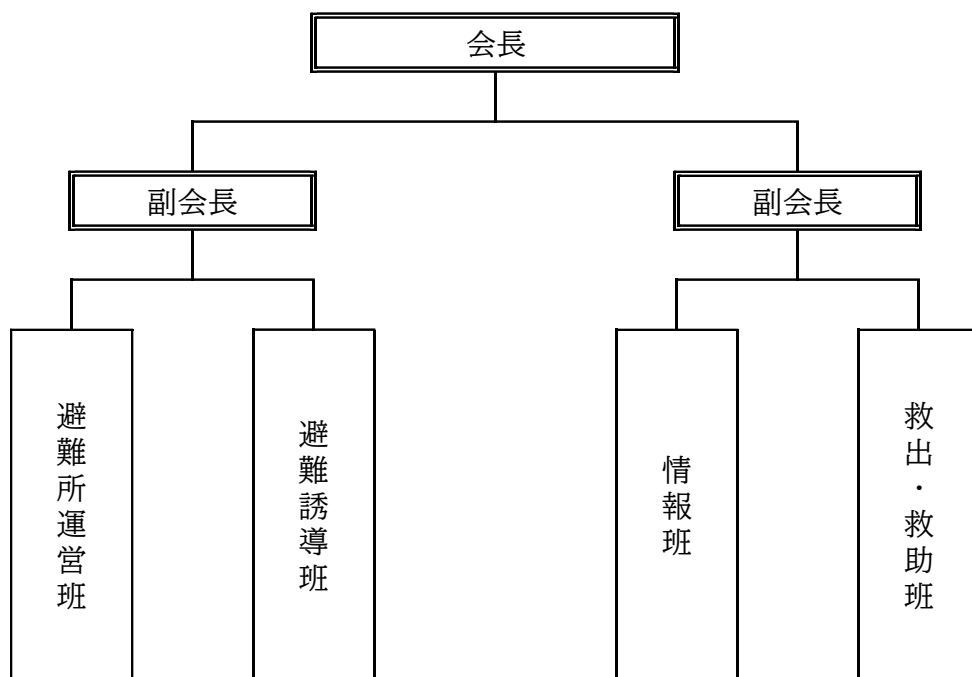 会長
副会長
副会長
避難所運営班
避難誘導班
情報班
救出・救助班